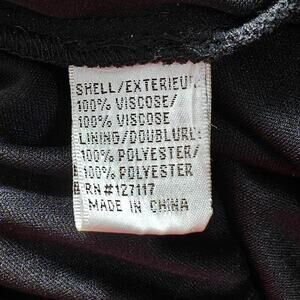 SHELL/EXTERIEUR
100% VISCOSE/
100% VISCOSE
LINING/DOUBLURE:
100% POLYESTER/
100% POLYESTER
RN#127117
MADE IN CHINA